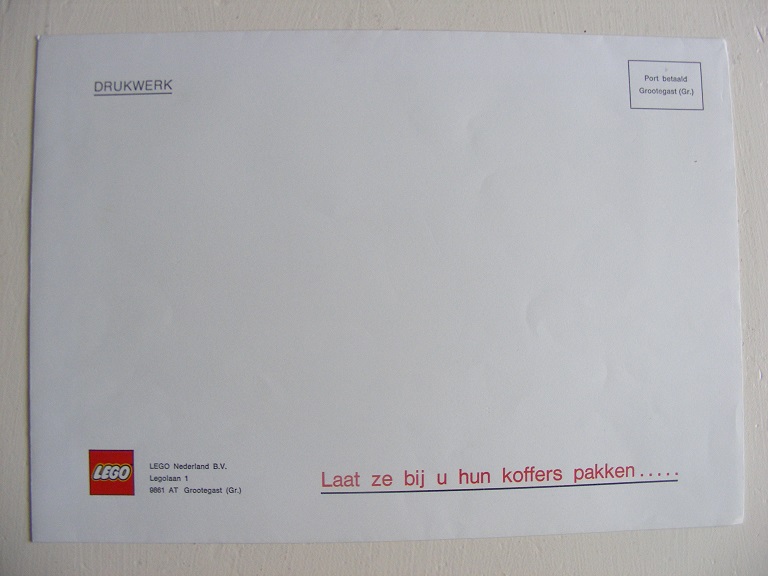 DRUKWERK
Port betaald
Grootegast (Gr.)
LEGO
LEGO Nederland B.V.
Legolaan 1
9861 AT Grootegast (Gr.)
Laat ze bij u hun koffers pakken.....